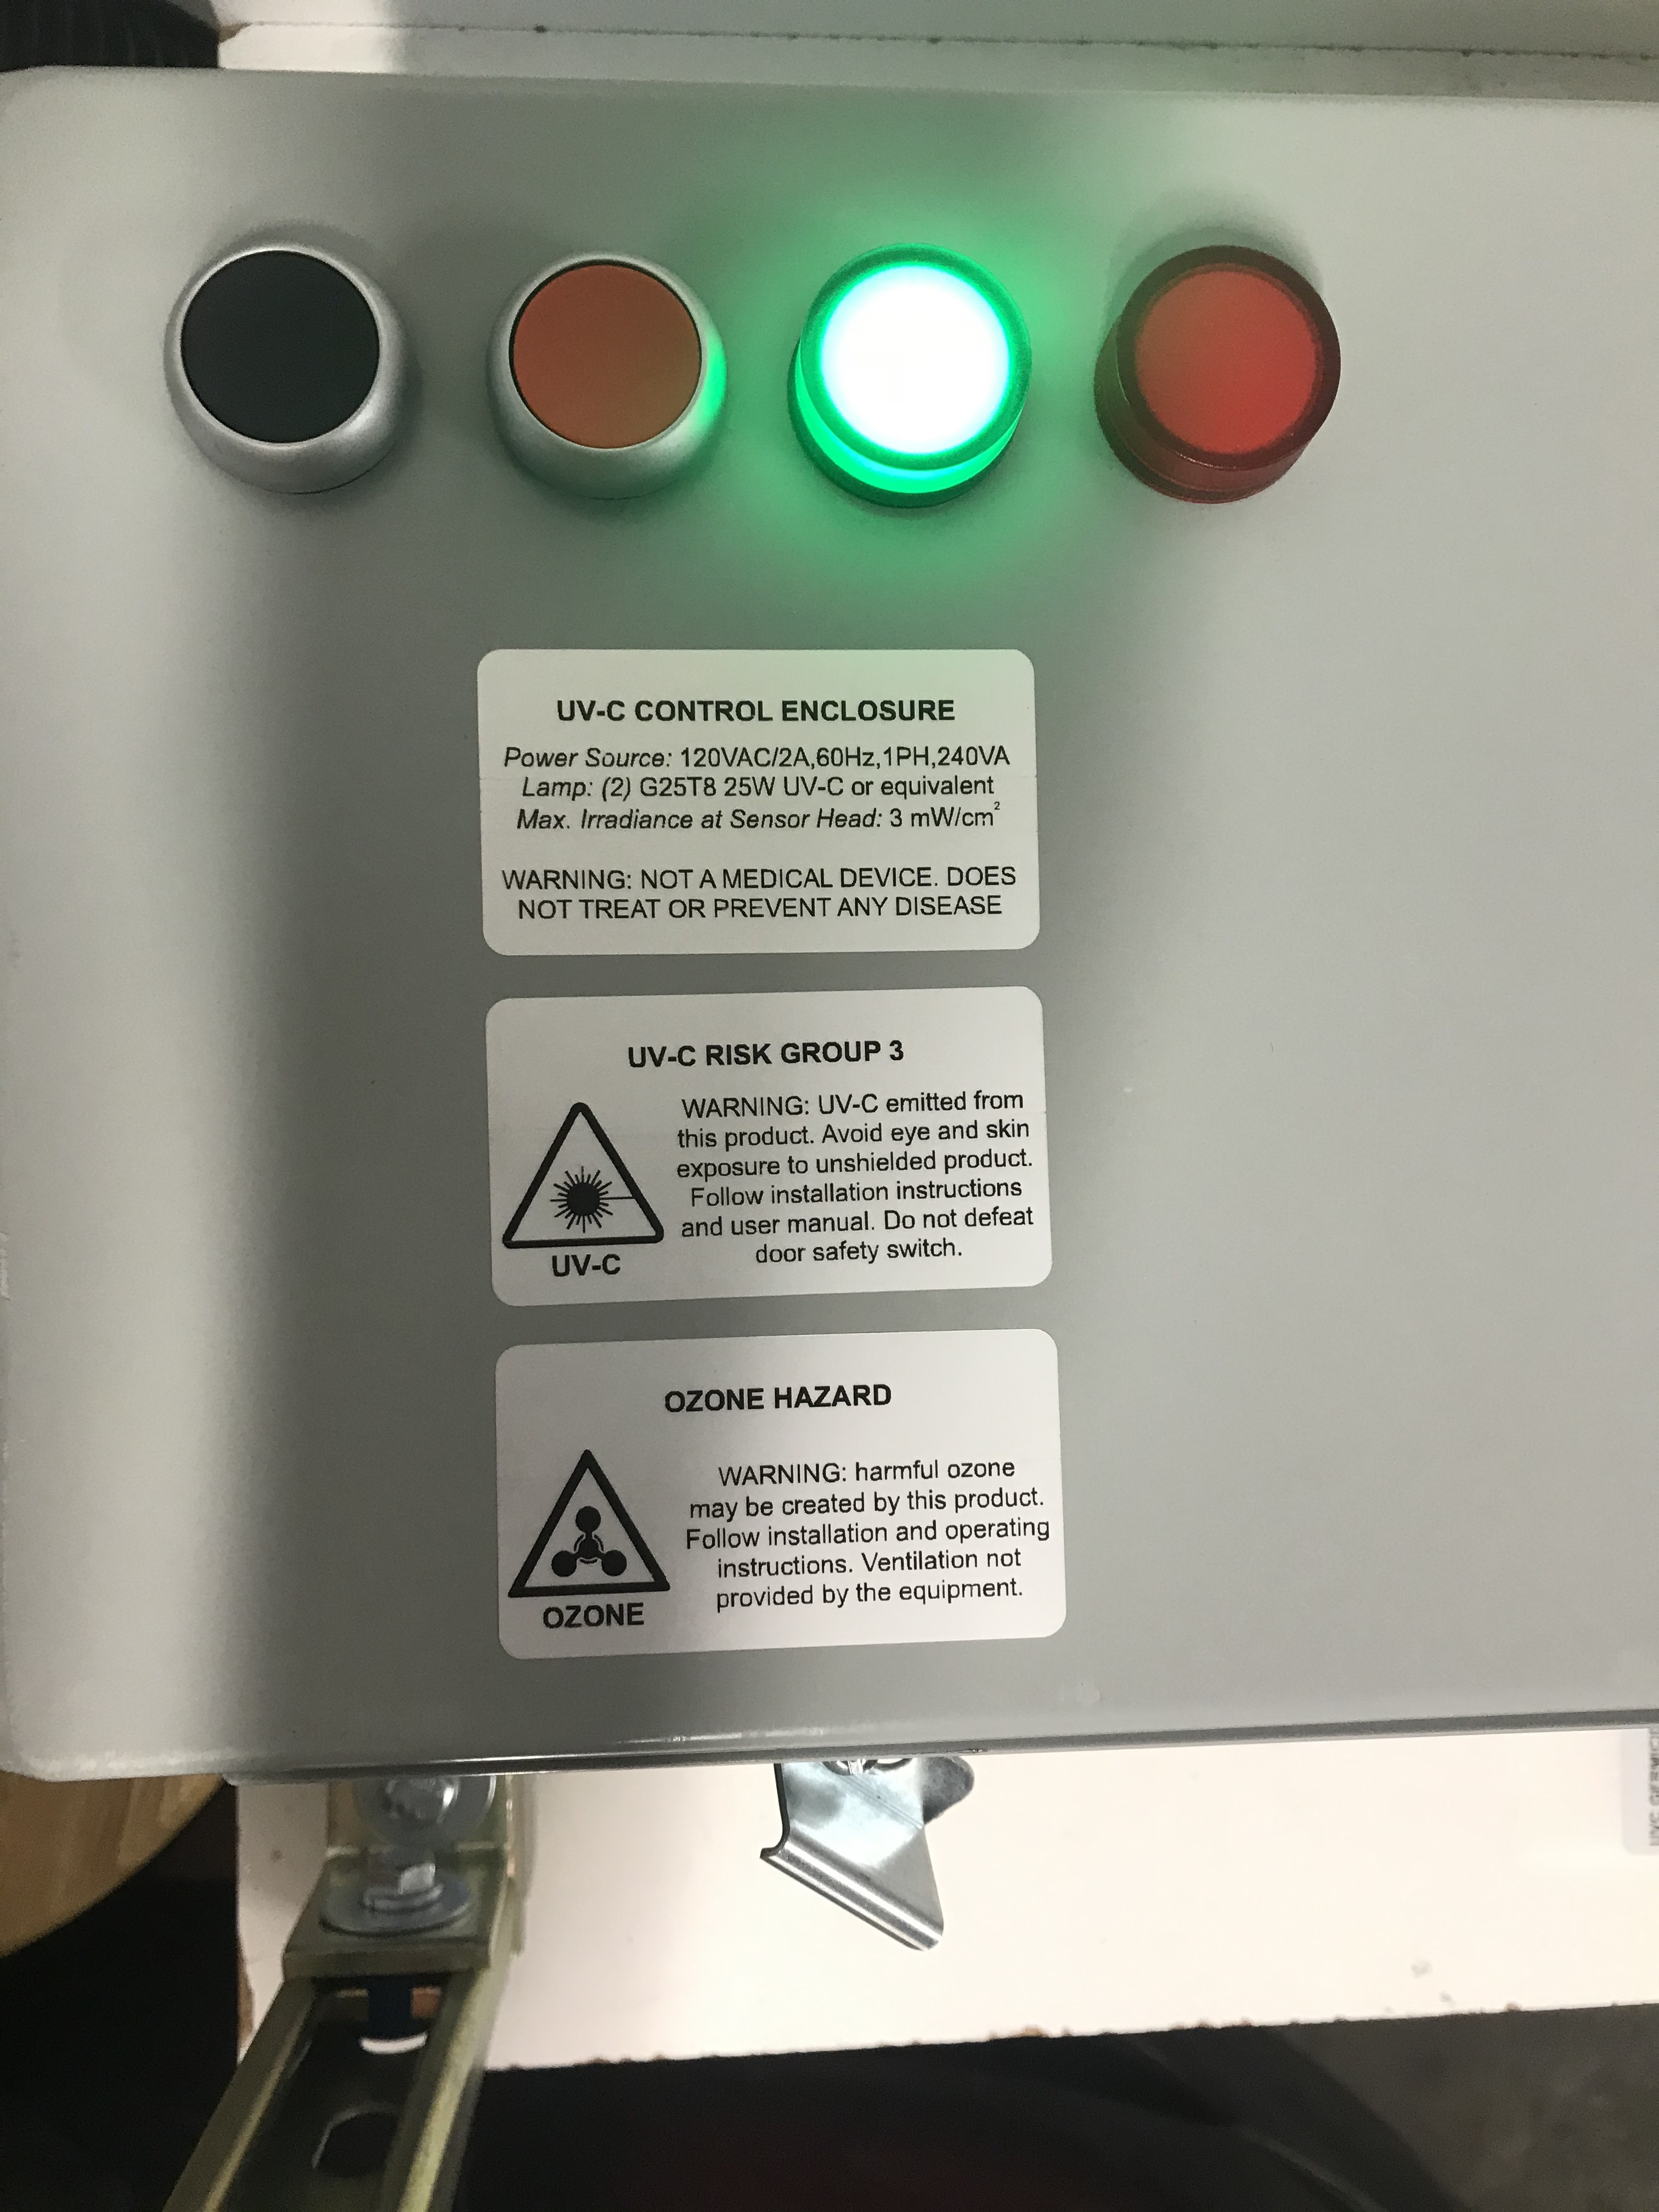 UV-C CONTROL ENCLOSURE
Power Source: 120VAC/2A,60Hz,1PH,240VA
Lamp: (2) G25T8 25W UV-C or equivalent
Max. Irradiance at Sensor Head: 3 mW/cm²
WARNING: NOT A MEDICAL DEVICE. DOES
NOT TREAT OR PREVENT ANY DISEASE
UV-C RISK GROUP 3
WARNING: UV-C emitted from
this product. Avoid eye and skin
exposure to unshielded product.
Follow installation instructions
and user manual. Do not defeat
door safety switch.
UV-C
OZONE HAZARD
WARNING: harmful ozone
may be created by this product.
Follow installation and operating
instructions. Ventilation not
provided by the equipment.
OZONE